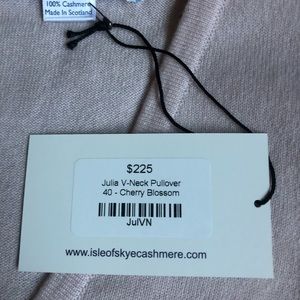 100% Cashmere
Made In Scotland
$225
Julia V-Neck Pullover
40 - Cherry Blossom
JulVN
www.isleofskyecashmere.com